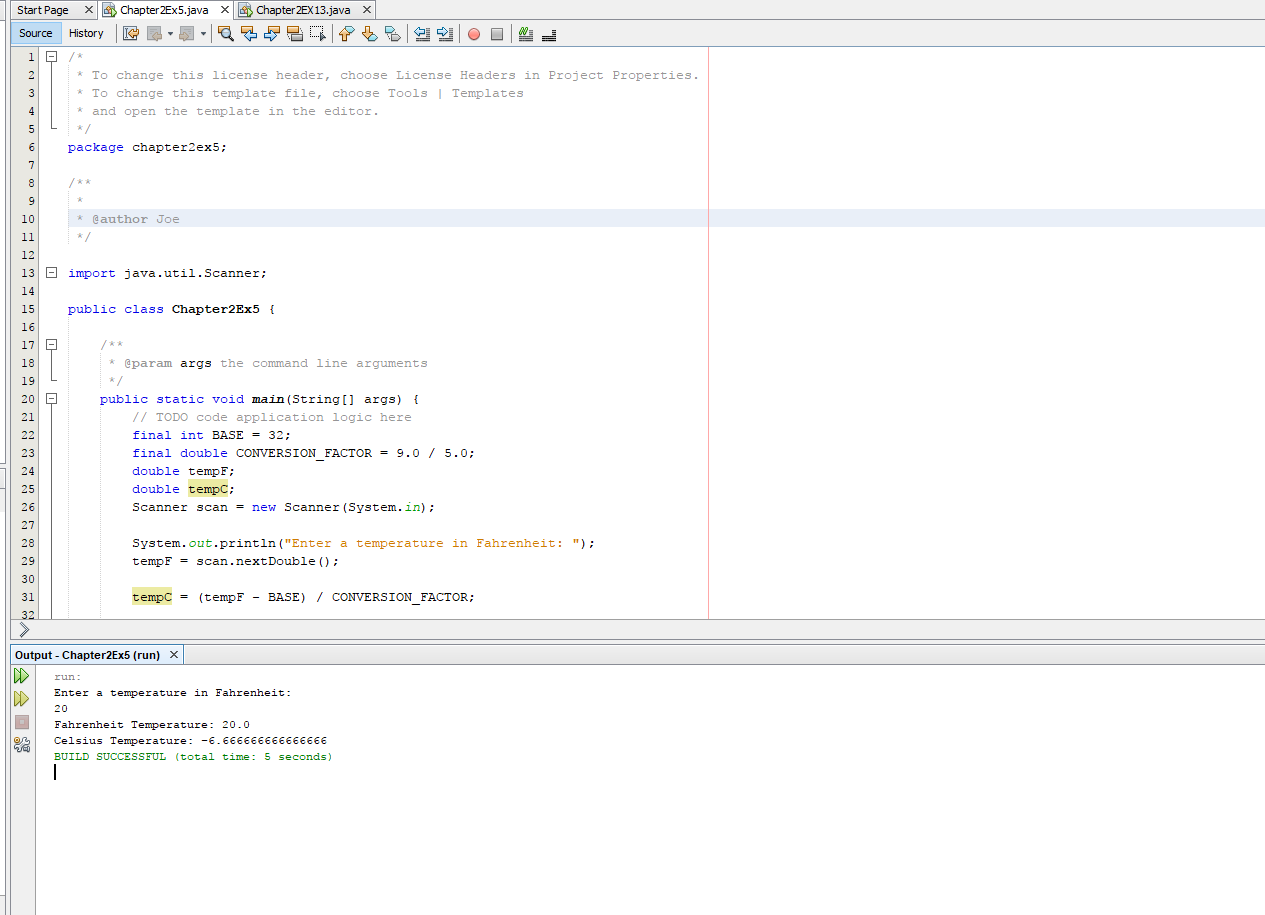 Start Page Chapter2Ex5.java Chapter2EX13.java
Source History
1 /*
2 * To change this license header, choose License Headers in Project Properties.
3 * To change this template file, choose Tools | Templates
4 * and open the template in the editor.
5 */
6 package chapter2ex5;
7
8 /**
9 *
10 * @author Joe
11 */
12
13 import java.util.Scanner;
14
15 public class Chapter2Ex5 {
16
17 /**
18 * @param args the command line arguments
19 */
20 public static void main(String[] args) {
21 // TODO code application logic here
22 final int BASE = 32;
23 final double CONVERSION_FACTOR = 9.0 / 5.0;
24 double tempF;
25 double tempC;
26 Scanner scan = new Scanner(System.in);
27
28 System.out.println("Enter a temperature in Fahrenheit: ");
29 tempF = scan.nextDouble();
30
31 tempC = (tempF - BASE) / CONVERSION_FACTOR;
32
Output - Chapter2Ex5 (run)
run:
Enter a temperature in Fahrenheit:
20
Fahrenheit Temperature: 20.0
Celsius Temperature: -6.666666666666666
BUILD SUCCESSFUL (total time: 5 seconds)